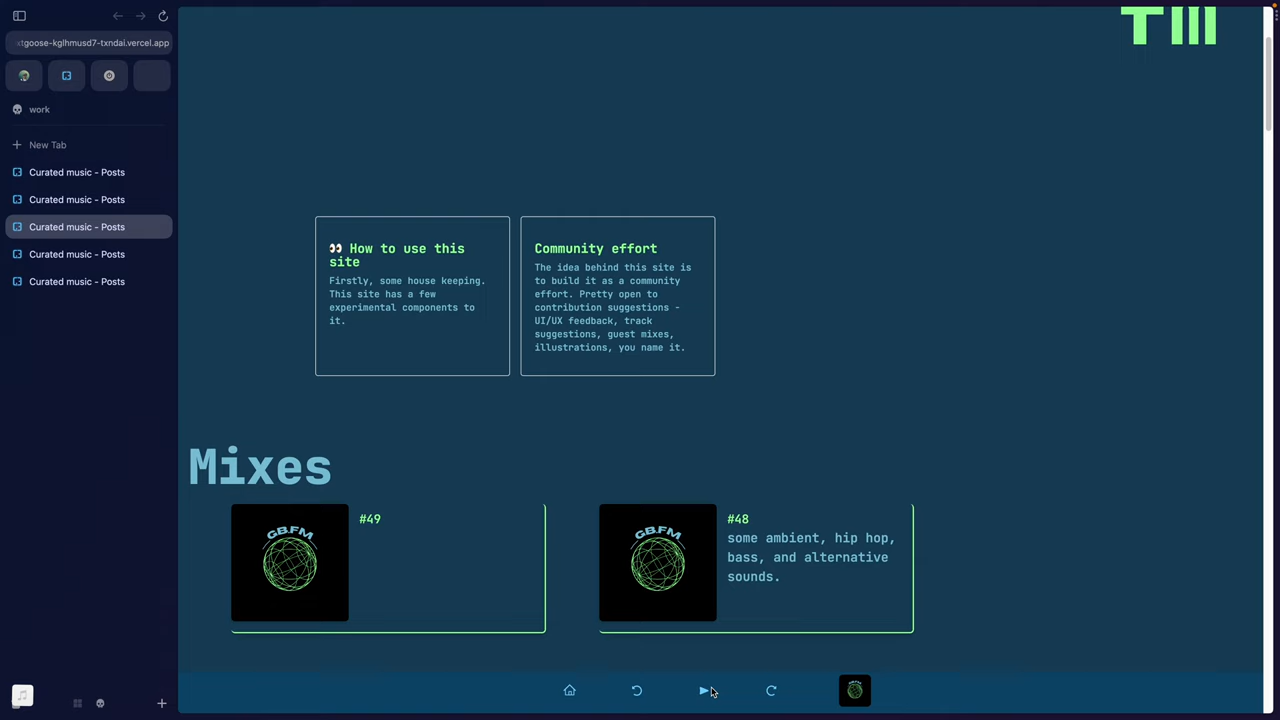 tgoose-kglhmusd7-txndai.vercel.app
work
New Tab
Curated music - Posts
Curated music - Posts
Curated music - Posts
Curated music - Posts
Curated music - Posts
👀 How to use this
site
Firstly, some house keeping.
This site has a few
experimental components to
it.
Community effort
The idea behind this site is
to build it as a community
effort. Pretty open to
contribution suggestions -
UI/UX feedback, track
suggestions, guest mixes,
illustrations, you name it.
Mixes
GB.FM
#49
GB.FM
#48
some ambient, hip hop,
bass, and alternative
sounds.